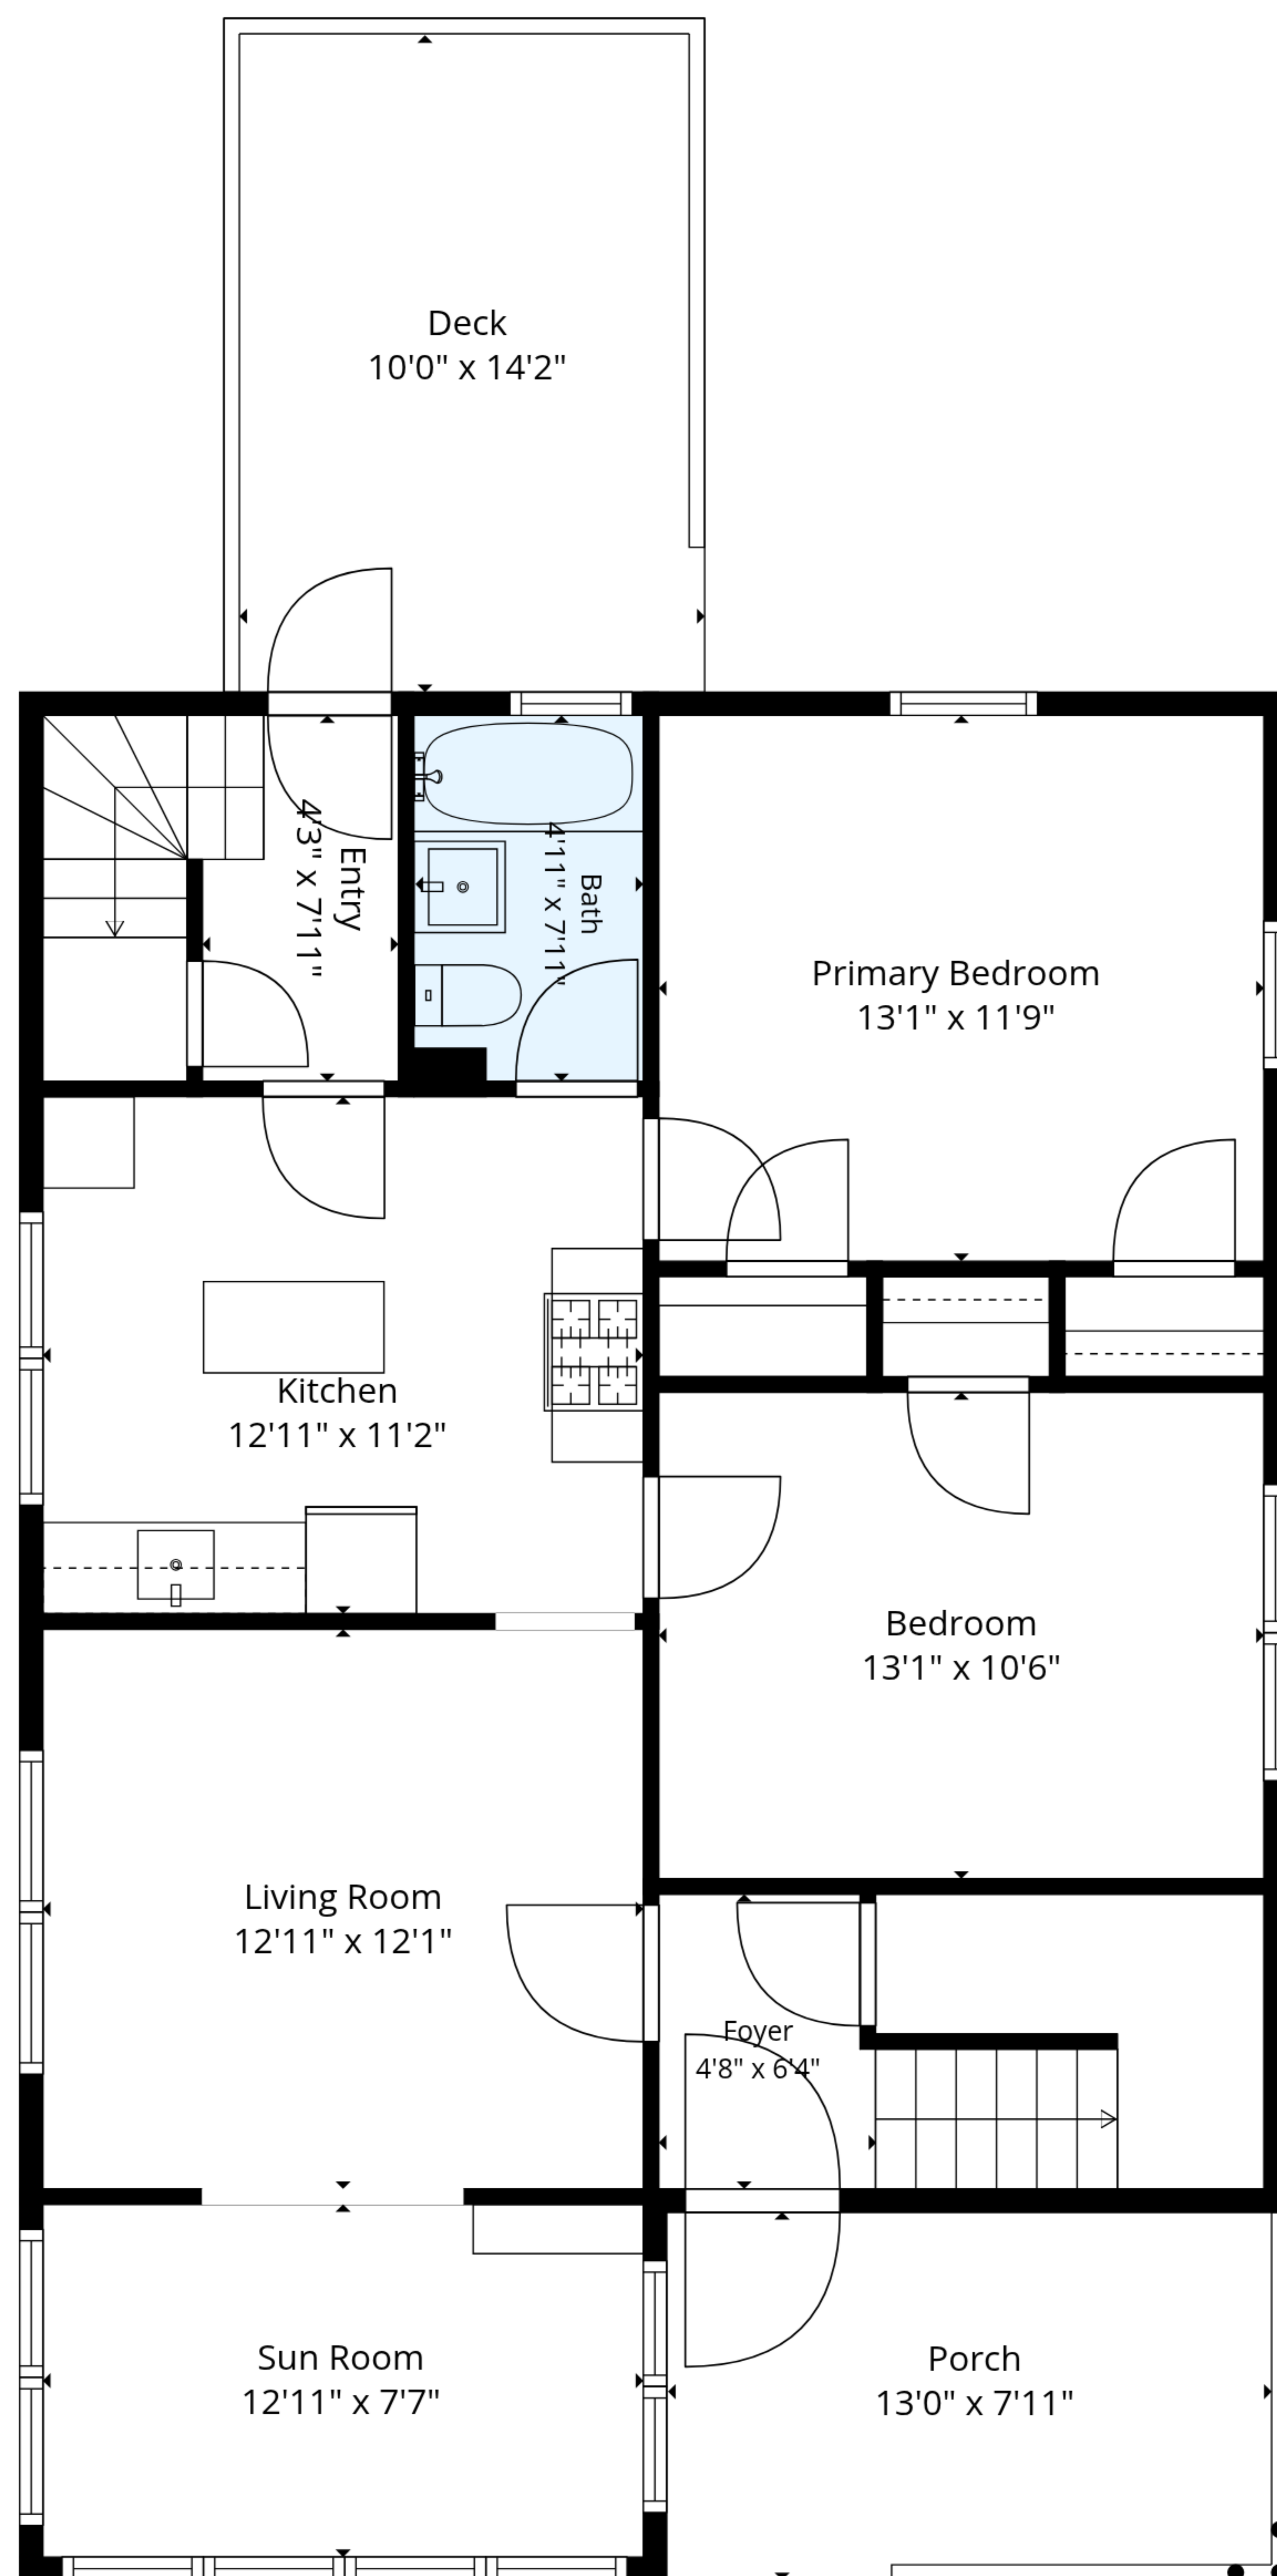 Deck
10'0" x 14'2"
Entry
4'3" x 7'11"
Bath
4'11" x 7'11"
Primary Bedroom
13'1" x 11'9"
Kitchen
12'11" x 11'2"
Bedroom
13'1" x 10'6"
Living Room
12'11" x 12'1"
Foyer
4'8" x 6'4"
Sun Room
12'11" x 7'7"
Porch
13'0" x 7'11"